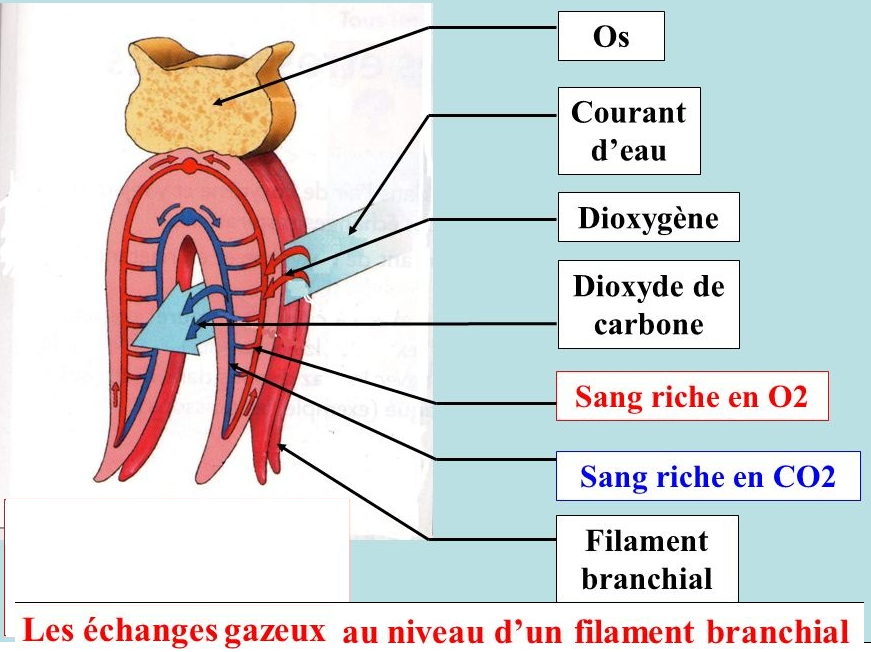 Os
Courant
d’eau
Dioxygène
Dioxyde de
carbone
Sang riche en O2
Sang riche en CO2
Filament
branchial
Les échanges gazeux au niveau d’un filament branchial